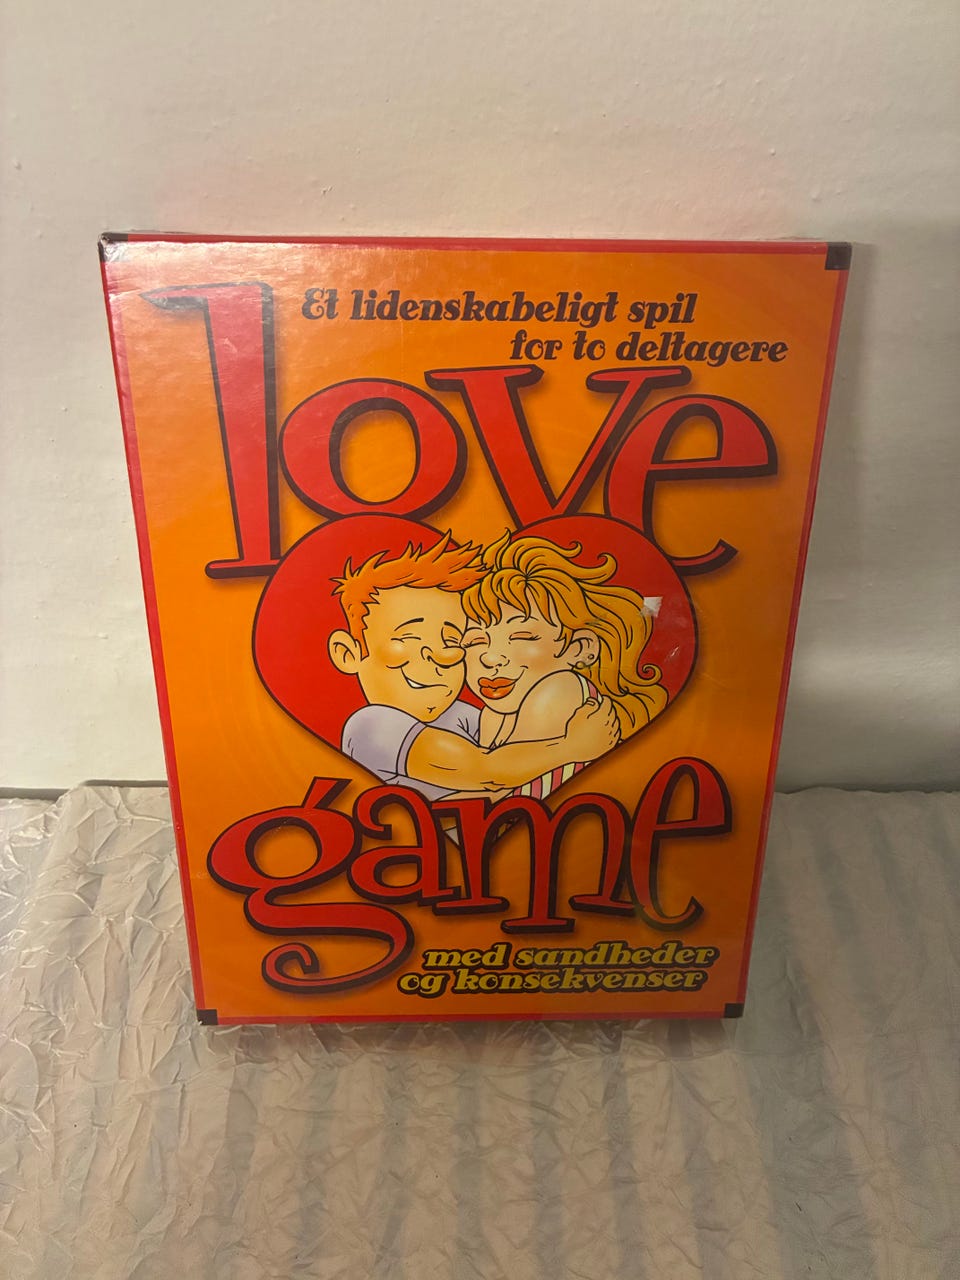 Et lidenskabeligt spil
for to deltagere
love
game
med sandheder
og konsekvenser